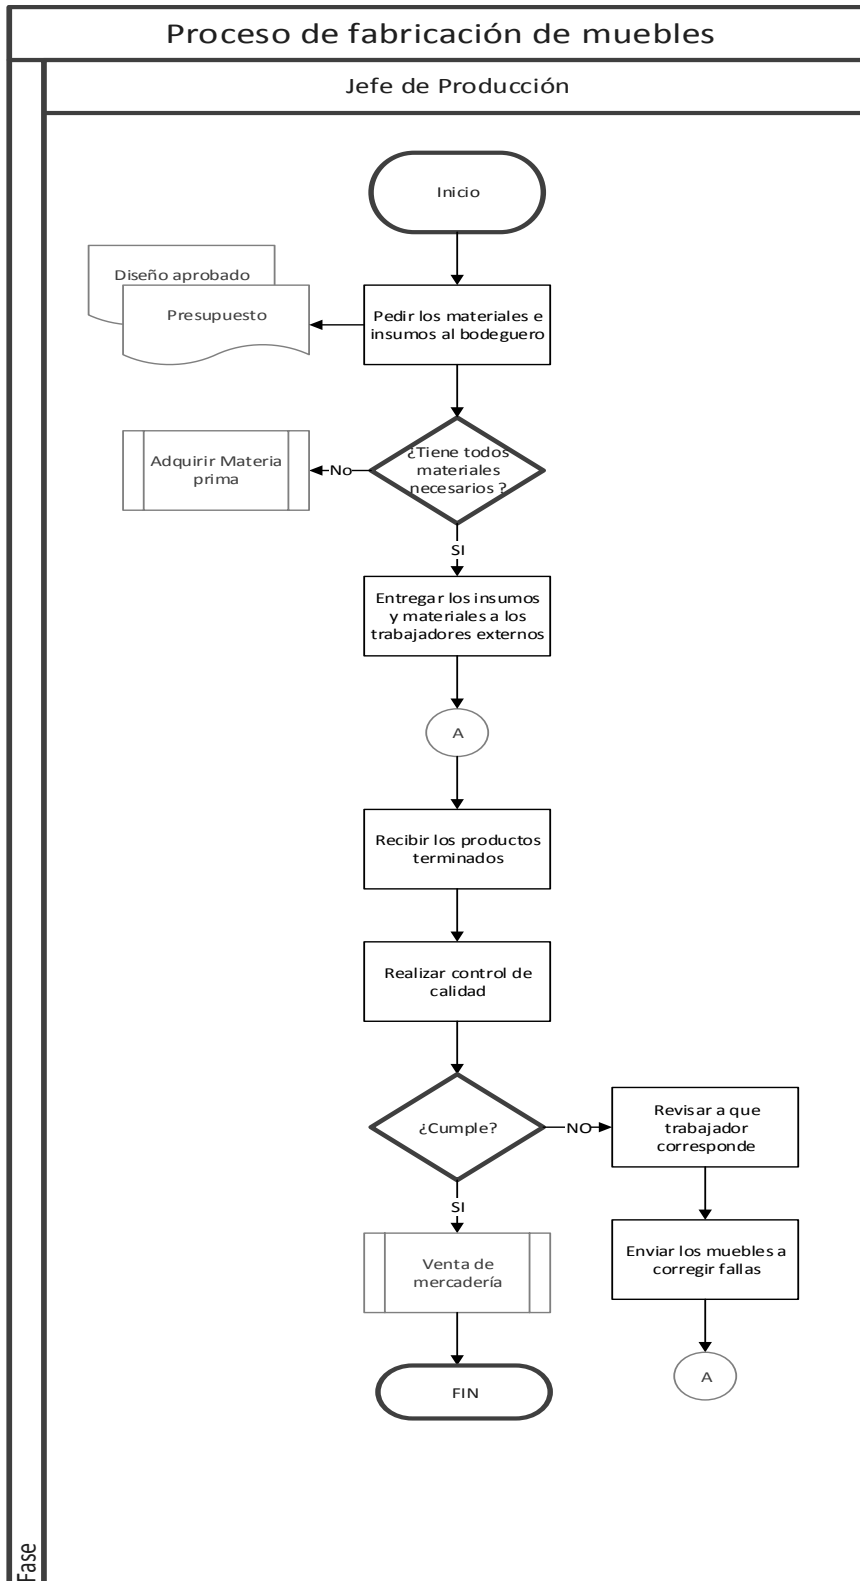 Proceso de fabricación de muebles
Jefe de Producción
Inicio
Diseño aprobado
Presupuesto
Pedir los materiales e
insumos al bodeguero
¿Tiene todos
materiales
necesarios ?
No
Adquirir Materia
prima
SI
Entregar los insumos
y materiales a los
trabajadores externos
A
Recibir los productos
terminados
Realizar control de
calidad
¿Cumple?
NO
Revisar a que
trabajador
corresponde
SI
Venta de
mercadería
Enviar los muebles a
corregir fallas
A
FIN
Fase